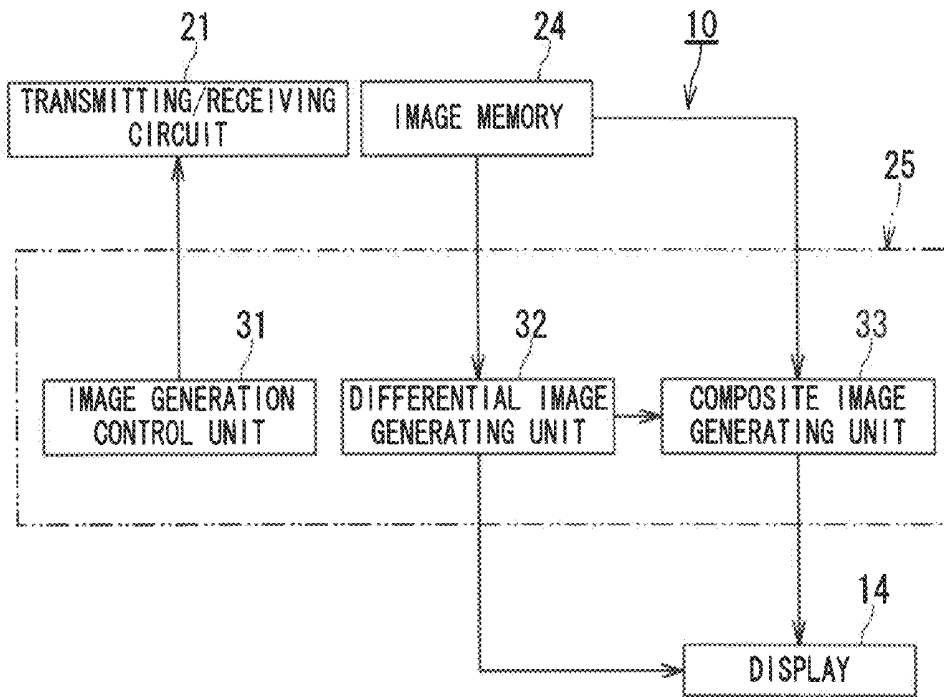 21
24
10
TRANSMITTING/RECEIVING
CIRCUIT
IMAGE MEMORY
25
31
32
33
IMAGE GENERATION
CONTROL UNIT
DIFFERENTIAL IMAGE
GENERATING UNIT
COMPOSITE IMAGE
GENERATING UNIT
14
DISPLAY